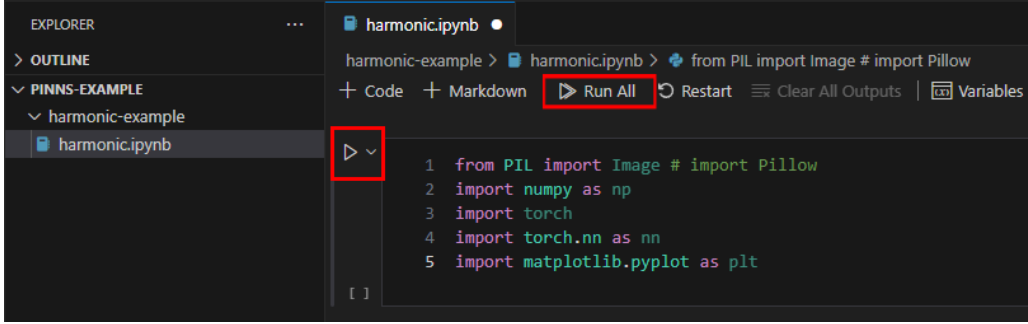 EXPLORER ···
OUTLINE
PINNS-EXAMPLE
harmonic-example
harmonic.ipynb
harmonic.ipynb
harmonic-example > harmonic.ipynb > from PIL import Image # import Pillow
+ Code + Markdown Run All Restart Clear All Outputs | Variables
1 from PIL import Image # import Pillow
2 import numpy as np
3 import torch
4 import torch.nn as nn
5 import matplotlib.pyplot as plt
[ ]